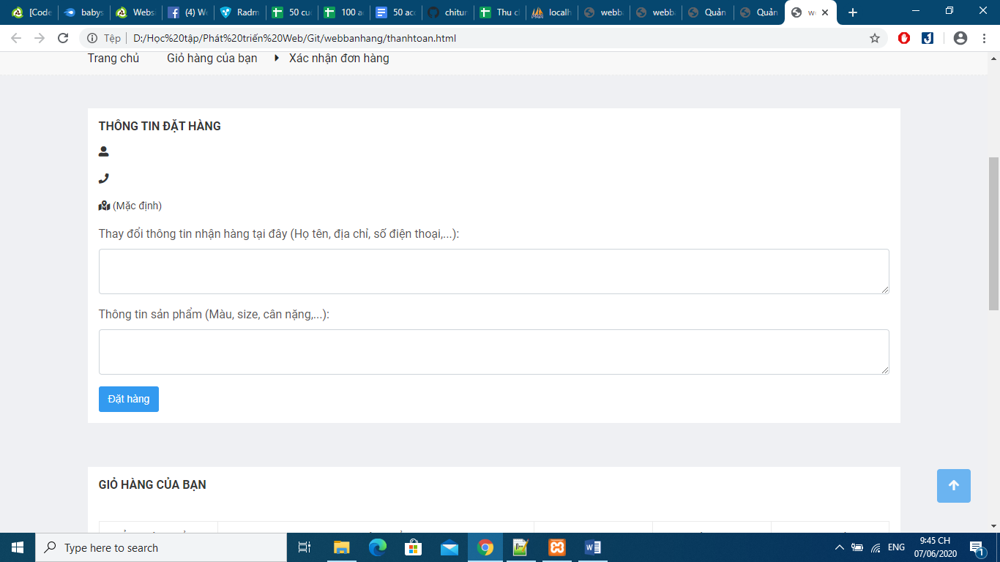 [Code
babys
Webs
(4) We
Radm
50 cu
100 a
50 acc
chitur
Thu c
localh
webb
webb
Quản
Quản
Tệp D:/Học%20tập/Phát%20triển%20Web/Git/webbanhang/thanhtoan.html
Trang chủ Giỏ hàng của bạn Xác nhận đơn hàng
THÔNG TIN ĐẶT HÀNG
(Mặc định)
Thay đổi thông tin nhận hàng tại đây (Họ tên, địa chỉ, số điện thoại,...):
Thông tin sản phẩm (Màu, size, cân nặng,...):
Đặt hàng
GIỎ HÀNG CỦA BẠN
Type here to search
ENG
9:45 CH
07/06/2020
1